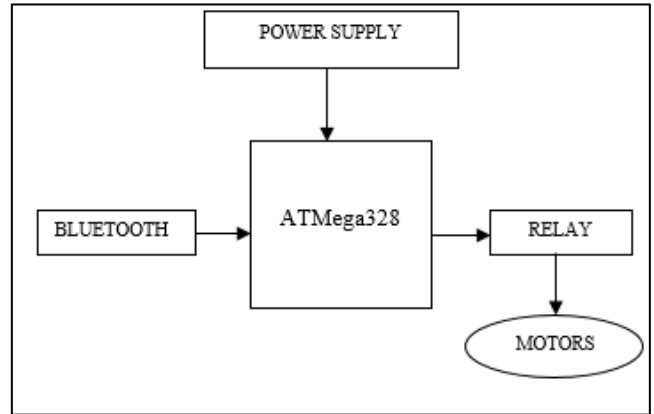 POWER SUPPLY
BLUETOOTH
ATMega328
RELAY
MOTORS